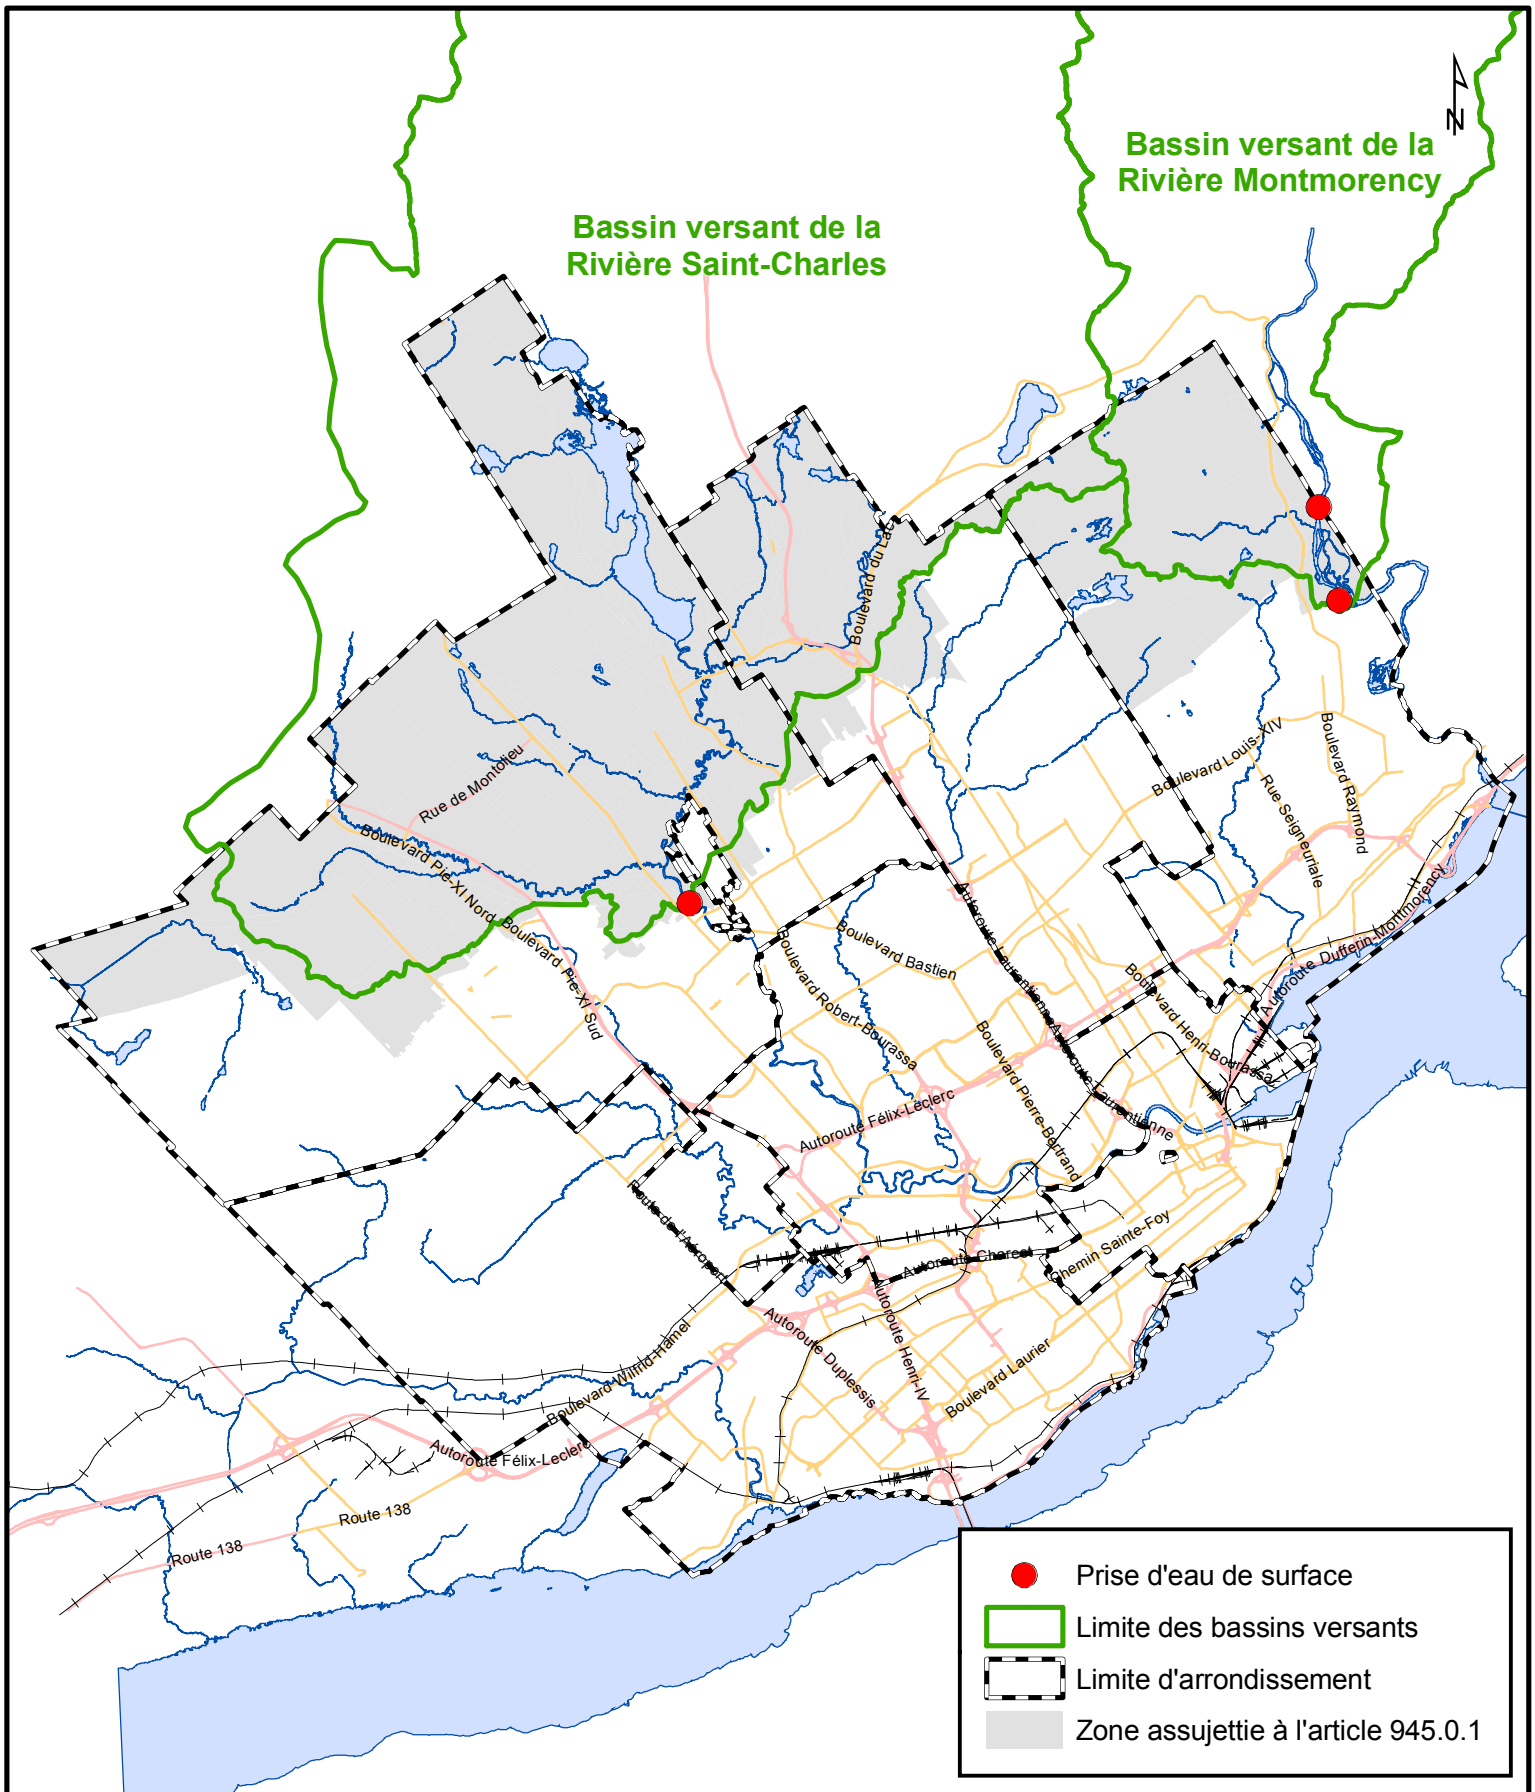 N
Bassin versant de la
Rivière Montmorency
Bassin versant de la
Rivière Saint-Charles
Boulevard du Lac
Rue de Montolieu
Boulevard Pie-XI Nord
Boulevard Pie-XI Sud
Boulevard Louis-XIV
Boulevard Raymond
Rue Seigneuriale
Boulevard Bastien
Boulevard Robert-Bourassa
Autoroute Laurentienne
Autoroute Laurentienne
Boulevard Henri-Bourassa
Autoroute Dufferin-Montmorency
Boulevard Pierre-Bertrand
Autoroute Félix-Leclerc
Route de l'Aéroport
Autoroute Charest
Chemin Sainte-Foy
Autoroute Duplessis
Autoroute Henri-IV
Boulevard Laurier
Boulevard Wilfrid-Hamel
Autoroute Félix-Leclerc
Route 138
Route 138
Prise d'eau de surface
Limite des bassins versants
Limite d'arrondissement
Zone assujettie à l'article 945.0.1